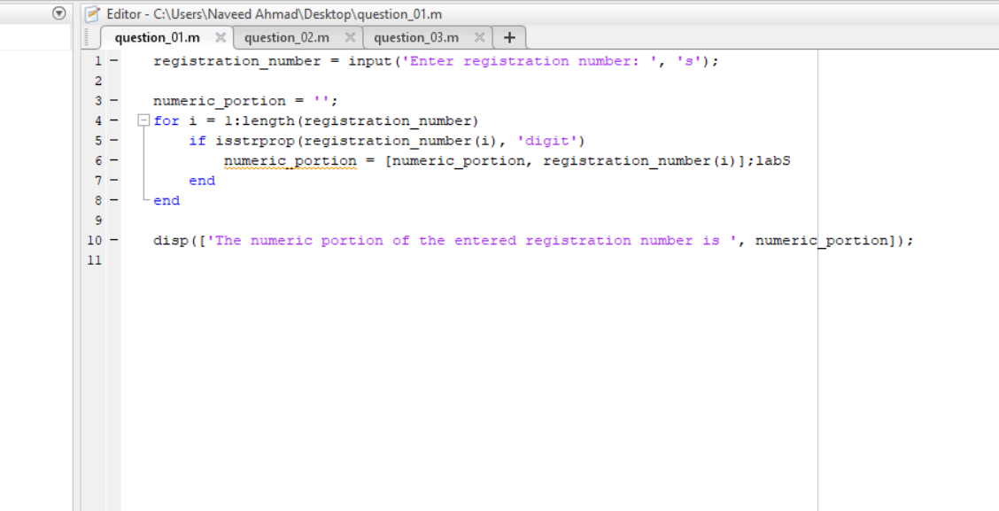 Editor - C:\Users\Naveed Ahmad\Desktop\question_01.m
question_01.m question_02.m question_03.m +
1 registration_number = input('Enter registration number: ', 's');
2
3 numeric_portion = '';
4 for i = 1:length(registration_number)
5 if isstrprop(registration_number(i), 'digit')
6 numeric_portion = [numeric_portion, registration_number(i)];labS
7 end
8 end
9
10 disp(['The numeric portion of the entered registration number is ', numeric_portion]);
11